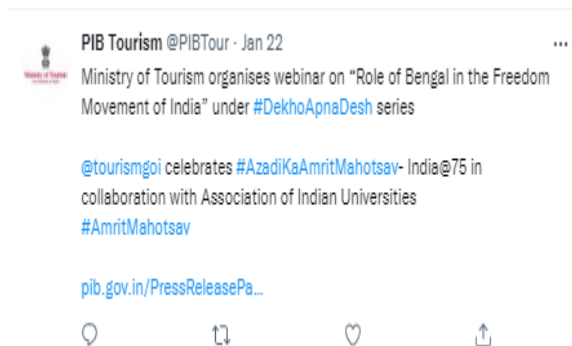 PIB Tourism @PIBTour · Jan 22
Ministry of Tourism organises webinar on “Role of Bengal in the Freedom
Movement of India” under #DekhoApnaDesh series
@tourismgoi celebrates #AzadiKaAmritMahotsav- India@75 in
collaboration with Association of Indian Universities
#AmritMahotsav
pib.gov.in/PressReleasePa...